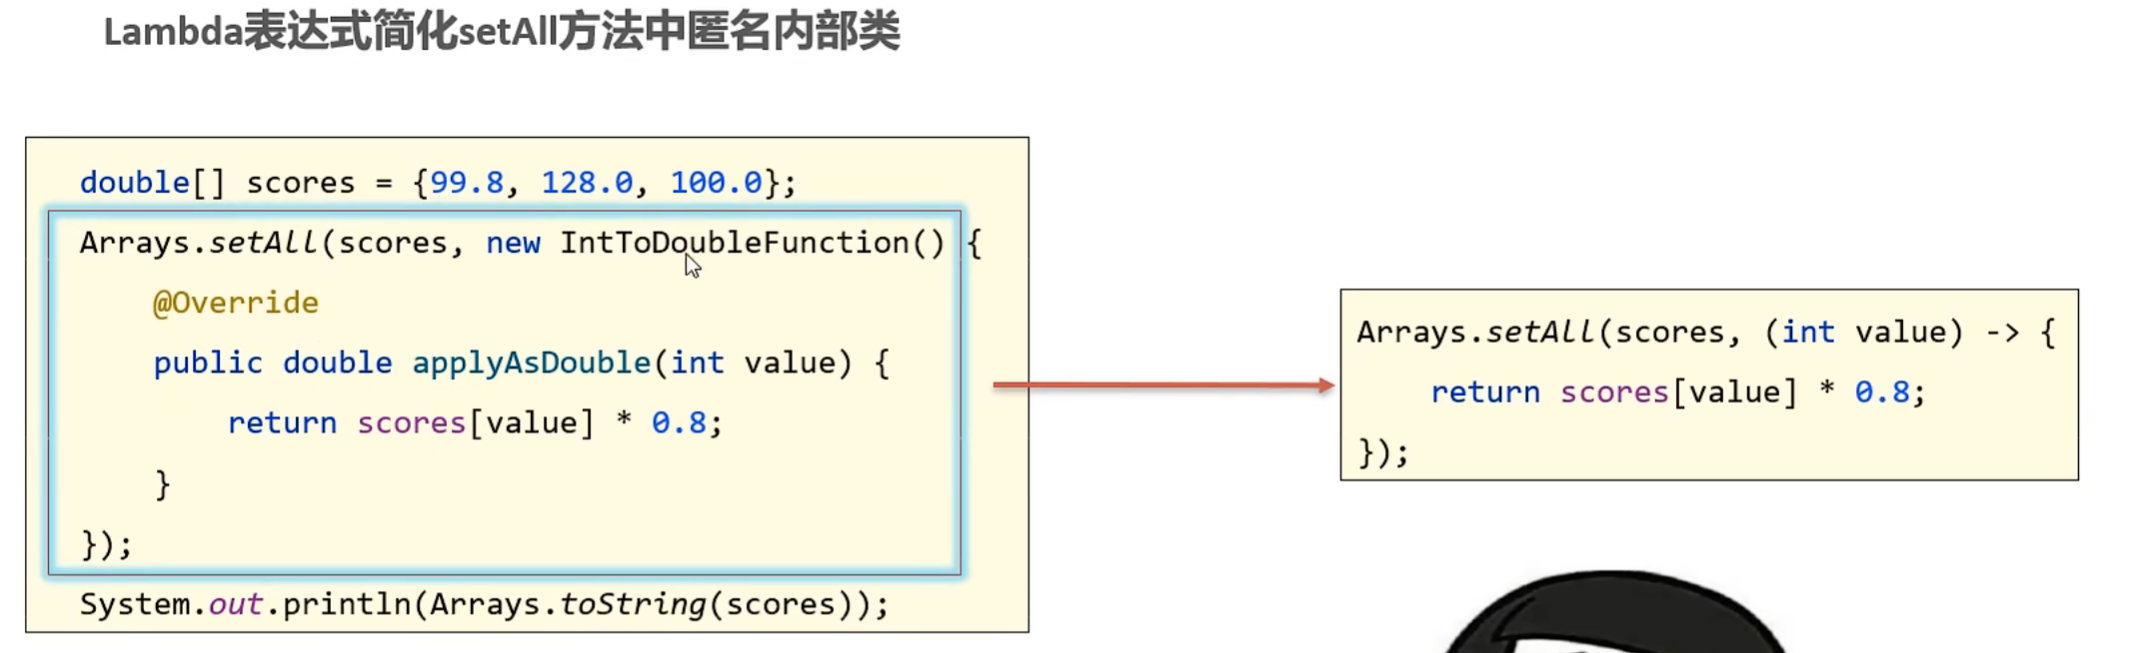 Lambda表达式简化setAll方法中匿名内部类
double[] scores = {99.8, 128.0, 100.0};
Arrays.setAll(scores, new IntToDoubleFunction() {
@Override
public double applyAsDouble(int value) {
return scores[value] * 0.8;
}
});
System.out.println(Arrays.toString(scores));
Arrays.setAll(scores, (int value) -> {
return scores[value] * 0.8;
});